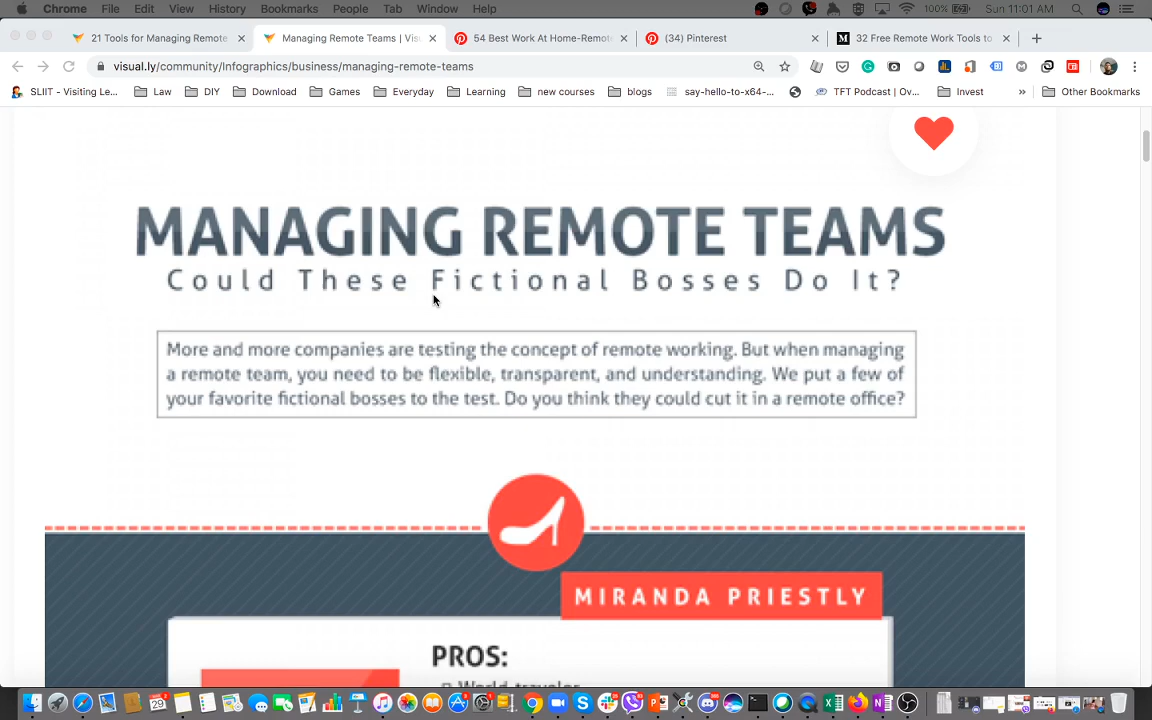 Chrome File Edit View History Bookmarks People Tab Window Help 100% Sun 11:01 AM
21 Tools for Managing Remote
Managing Remote Teams | Vis
54 Best Work At Home-Remot
(34) Pinterest
32 Free Remote Work Tools to
visual.ly/community/Infographics/business/managing-remote-teams
SLIIT - Visiting Le... Law DIY Download Games Everyday Learning new courses blogs say-hello-to-x64-... TFT Podcast | Ov... Invest » Other Bookmarks
MANAGING REMOTE TEAMS
Could These Fictional Bosses Do It?
More and more companies are testing the concept of remote working. But when managing
a remote team, you need to be flexible, transparent, and understanding. We put a few of
your favorite fictional bosses to the test. Do you think they could cut it in a remote office?
MIRANDA PRIESTLY
PROS:
World traveler